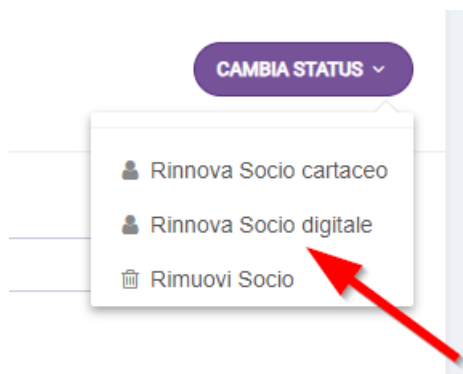 CAMBIA STATUS
Rinnova Socio cartaceo
Rinnova Socio digitale
Rimuovi Socio